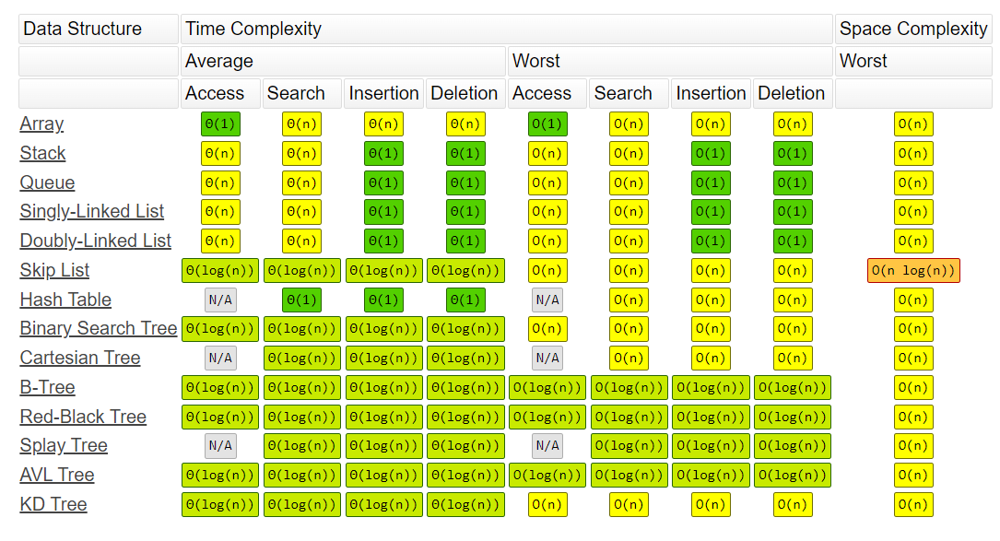 Data Structure Time Complexity Space Complexity
Average Worst Worst
Access Search Insertion Deletion Access Search Insertion Deletion
Array Θ(1) Θ(n) Θ(n) Θ(n) O(1) O(n) O(n) O(n) O(n)
Stack Θ(n) Θ(n) Θ(1) Θ(1) O(n) O(n) O(1) O(1) O(n)
Queue Θ(n) Θ(n) Θ(1) Θ(1) O(n) O(n) O(1) O(1) O(n)
Singly-Linked List Θ(n) Θ(n) Θ(1) Θ(1) O(n) O(n) O(1) O(1) O(n)
Doubly-Linked List Θ(n) Θ(n) Θ(1) Θ(1) O(n) O(n) O(1) O(1) O(n)
Skip List Θ(log(n)) Θ(log(n)) Θ(log(n)) Θ(log(n)) O(n) O(n) O(n) O(n) O(n log(n))
Hash Table N/A Θ(1) Θ(1) Θ(1) N/A O(n) O(n) O(n) O(n)
Binary Search Tree Θ(log(n)) Θ(log(n)) Θ(log(n)) Θ(log(n)) O(n) O(n) O(n) O(n) O(n)
Cartesian Tree N/A Θ(log(n)) Θ(log(n)) Θ(log(n)) N/A O(n) O(n) O(n) O(n)
B-Tree Θ(log(n)) Θ(log(n)) Θ(log(n)) Θ(log(n)) O(log(n)) O(log(n)) O(log(n)) O(log(n)) O(n)
Red-Black Tree Θ(log(n)) Θ(log(n)) Θ(log(n)) Θ(log(n)) O(log(n)) O(log(n)) O(log(n)) O(log(n)) O(n)
Splay Tree N/A Θ(log(n)) Θ(log(n)) Θ(log(n)) N/A O(log(n)) O(log(n)) O(log(n)) O(n)
AVL Tree Θ(log(n)) Θ(log(n)) Θ(log(n)) Θ(log(n)) O(log(n)) O(log(n)) O(log(n)) O(log(n)) O(n)
KD Tree Θ(log(n)) Θ(log(n)) Θ(log(n)) Θ(log(n)) O(n) O(n) O(n) O(n) O(n)